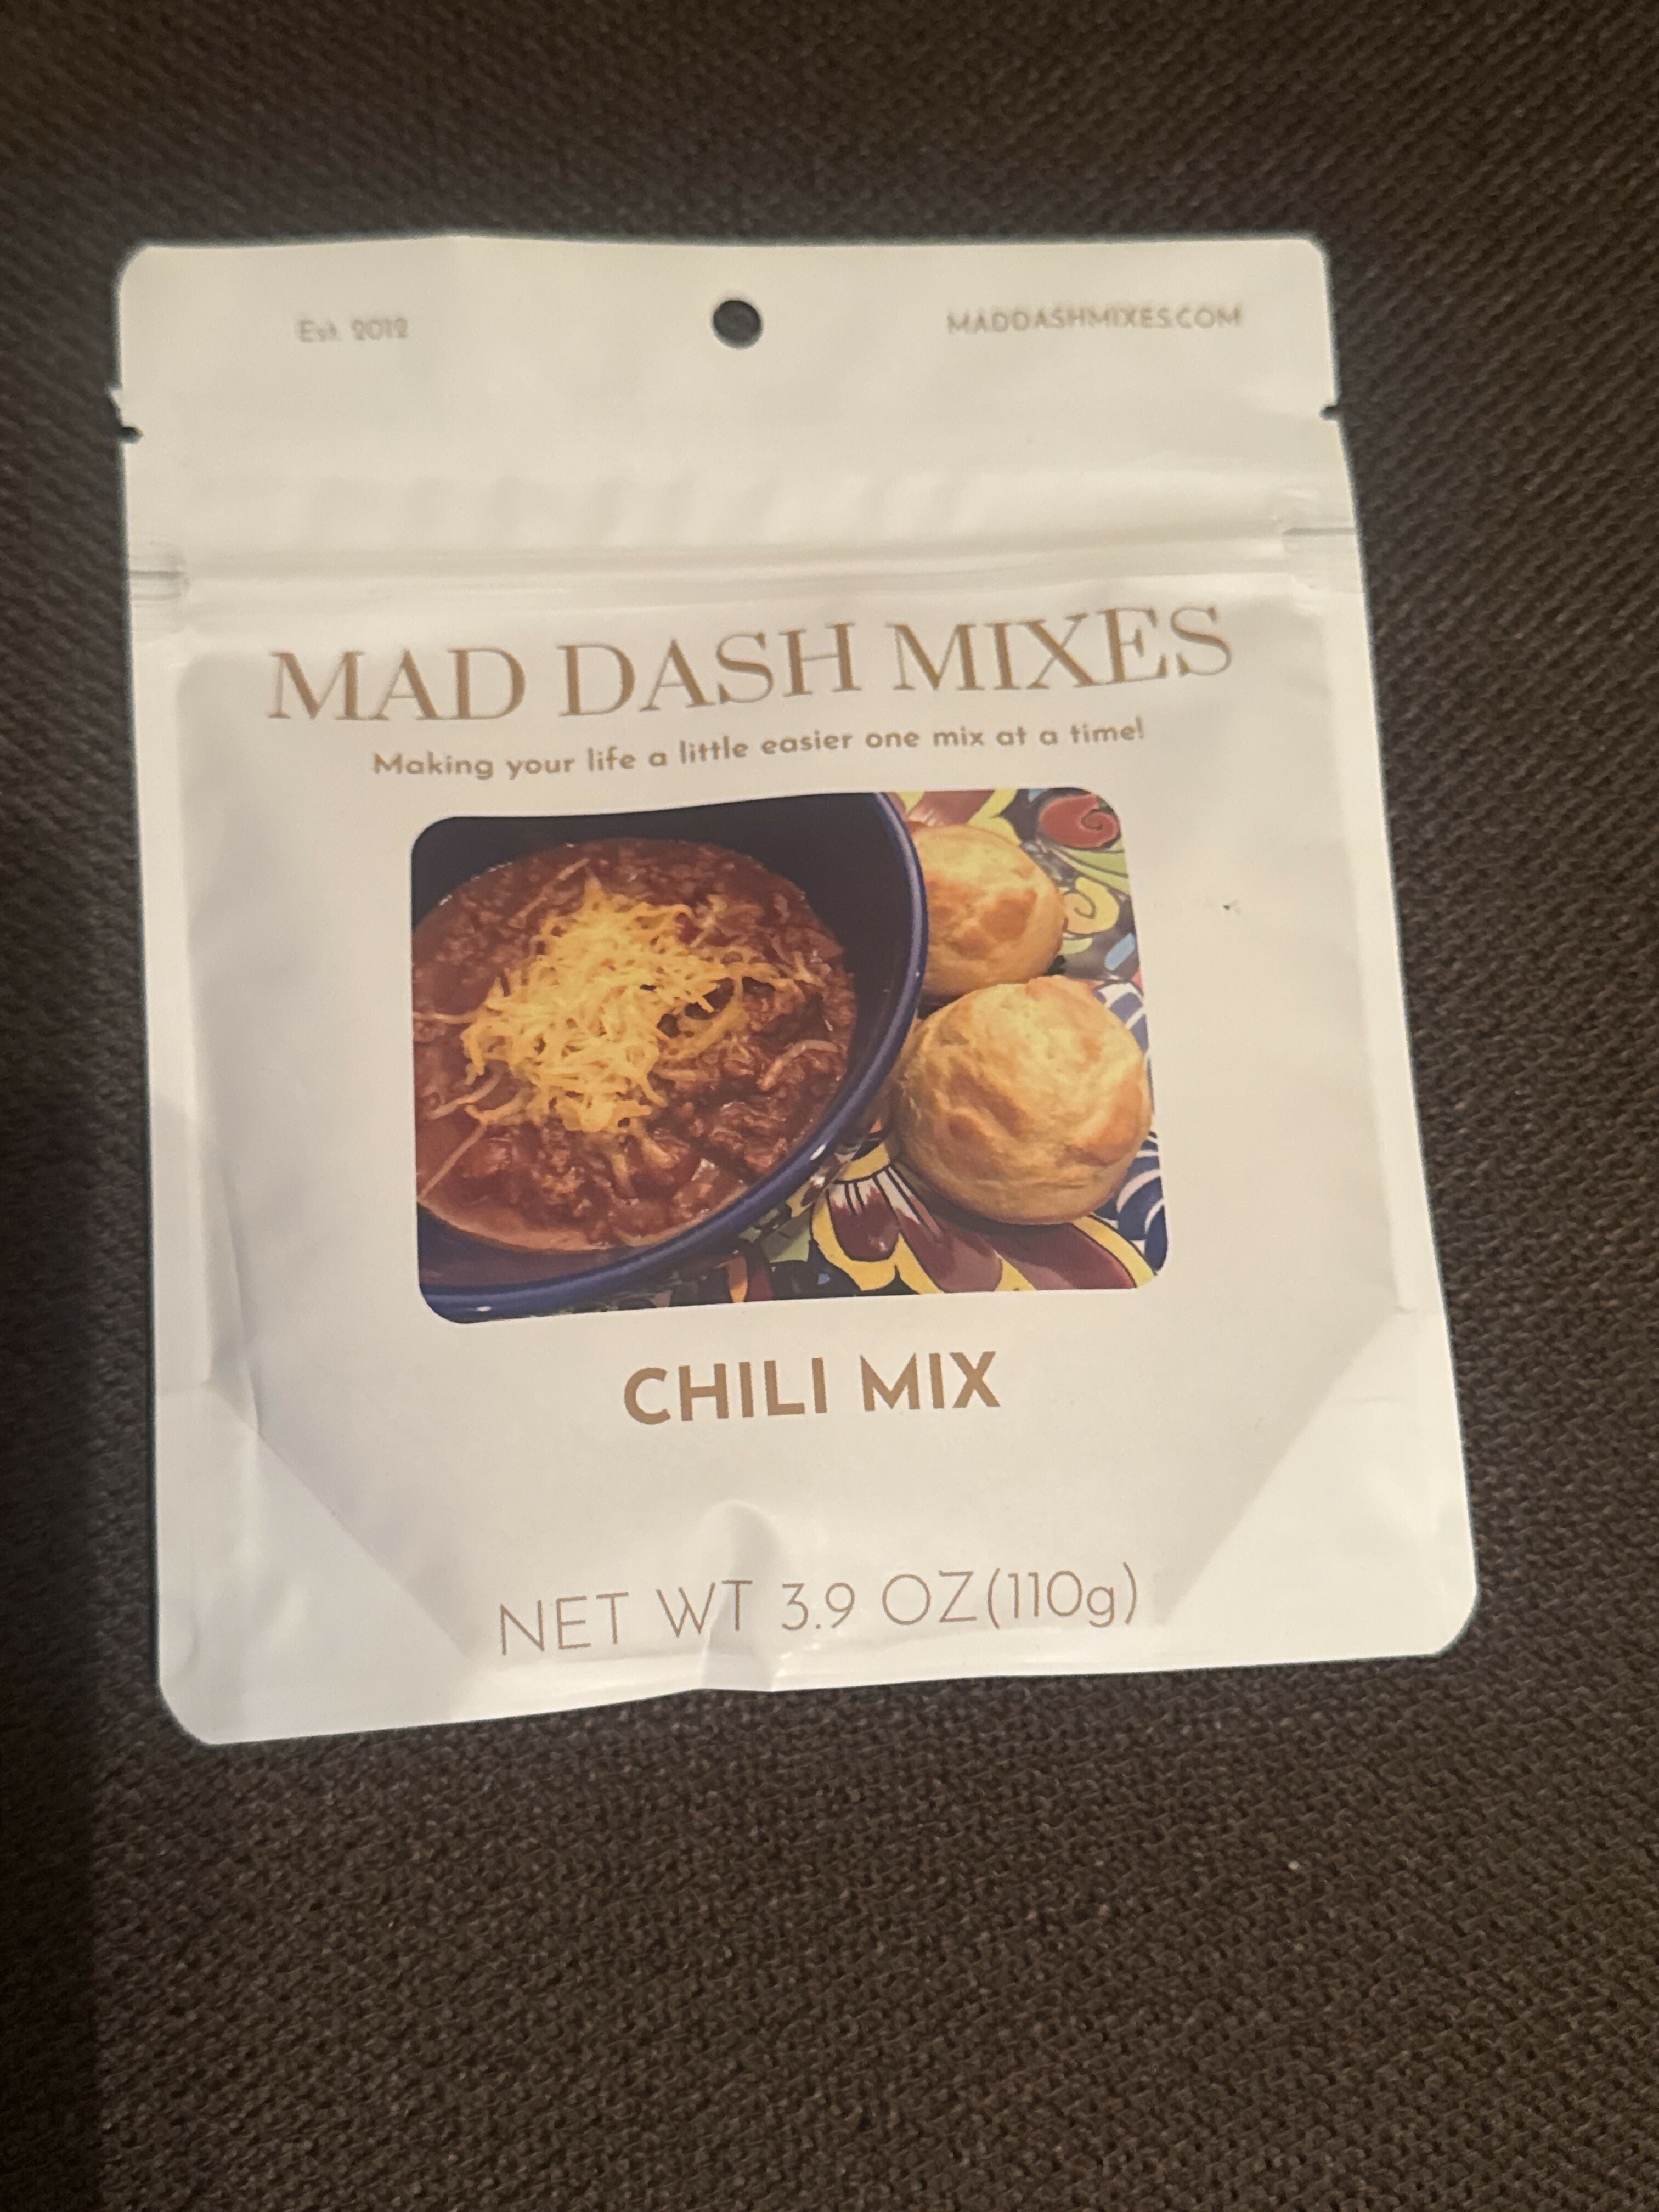 Est. 2012
MADDASHMIXES.COM
MAD DASH MIXES
Making your life a little easier one mix at a time!
CHILI MIX
NET WT 3.9 OZ(110g)